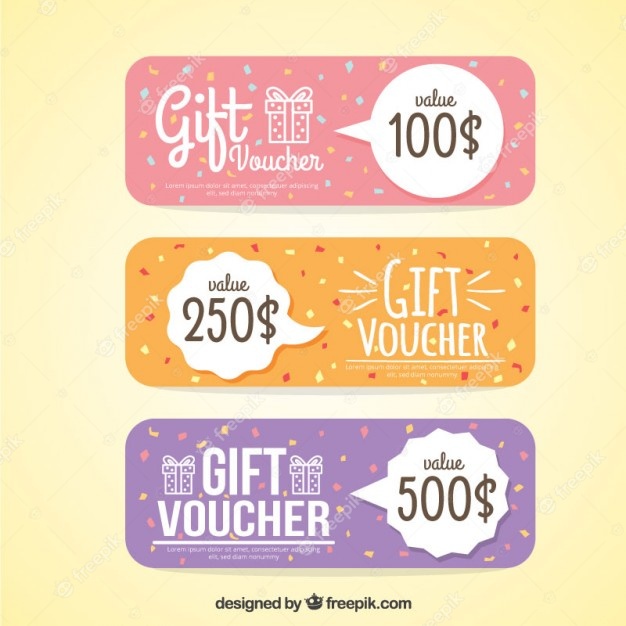 Gift
Voucher
Lorem ipsum dolor sit amet, consectetuer adipiscing
elit, sed diam nonummy
value
100$
value
250$
GIFT
VOUCHER
Lorem ipsum dolor sit amet, consectetuer
adipiscing elit, sed diam nonummy.
GIFT
VOUCHER
Lorem ipsum dolor sit amet, consectetuer
adipiscing elit, sed diam nonummy.
value
500$
designed by freepik.com